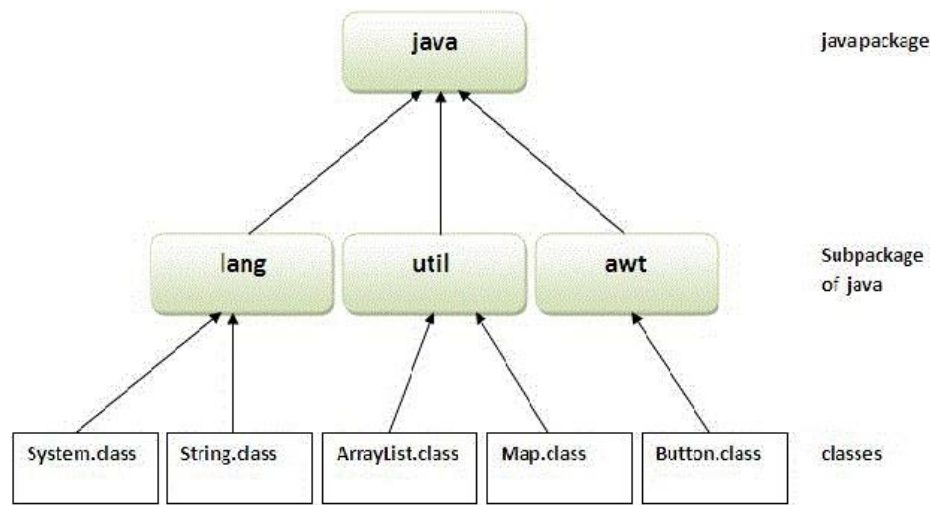 java
javapackage
lang
util
awt
Subpackage
of java
System.class
String.class
ArrayList.class
Map.class
Button.class
classes